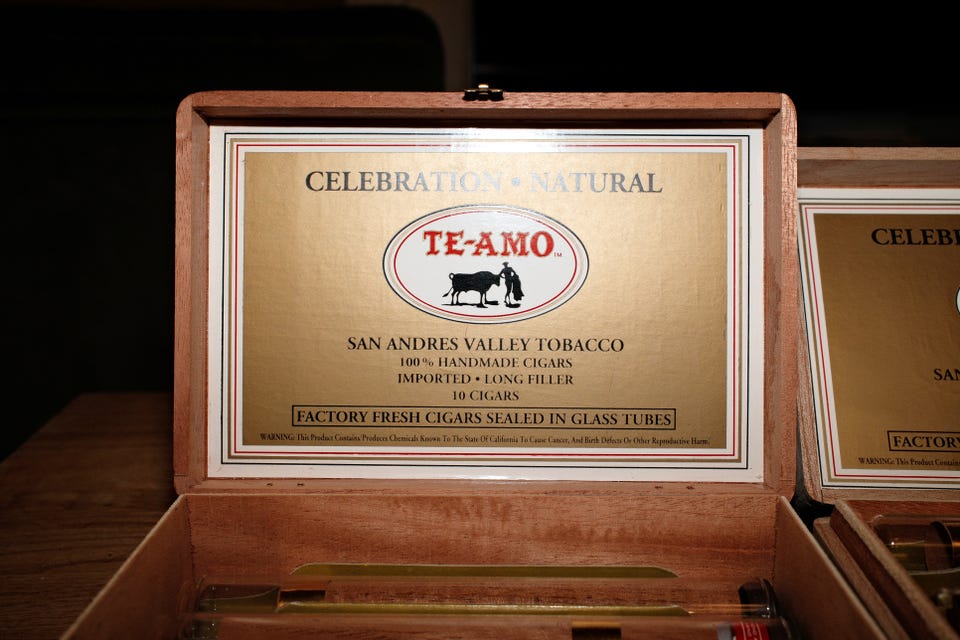 CELEBRATION • NATURAL
TE-AMO™
SAN ANDRES VALLEY TOBACCO
100% HANDMADE CIGARS
IMPORTED • LONG FILLER
10 CIGARS
FACTORY FRESH CIGARS SEALED IN GLASS TUBES
WARNING: This Product Contains/Produces Chemicals Known To The State Of California To Cause Cancer, And Birth Defects Or Other Reproductive Harm.
CELEB
SAN
FACTORY
WARNING: This Product Contains